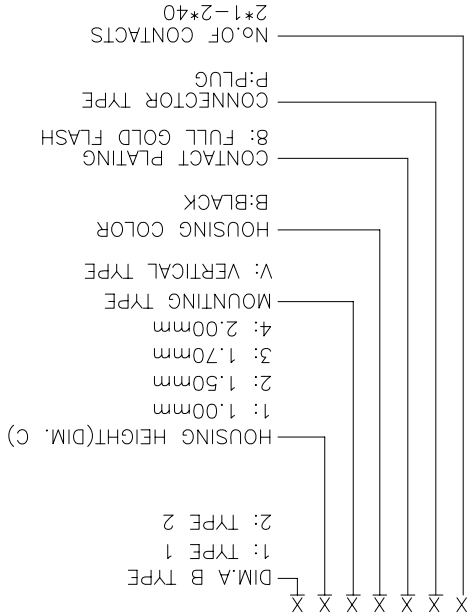 X X X X X X X
DIM.A B TYPE
1: TYPE 1
2: TYPE 2
HOUSING HEIGHT(DIM. C)
1: 1.00mm
2: 1.50mm
3: 1.70mm
4: 2.00mm
MOUNTING TYPE
V: VERTICAL TYPE
HOUSING COLOR
B:BLACK
CONTACT PLATING
8: FULL GOLD FLASH
CONNECTOR TYPE
P:PLUG
No.OF CONTACTS
2*1-2*40